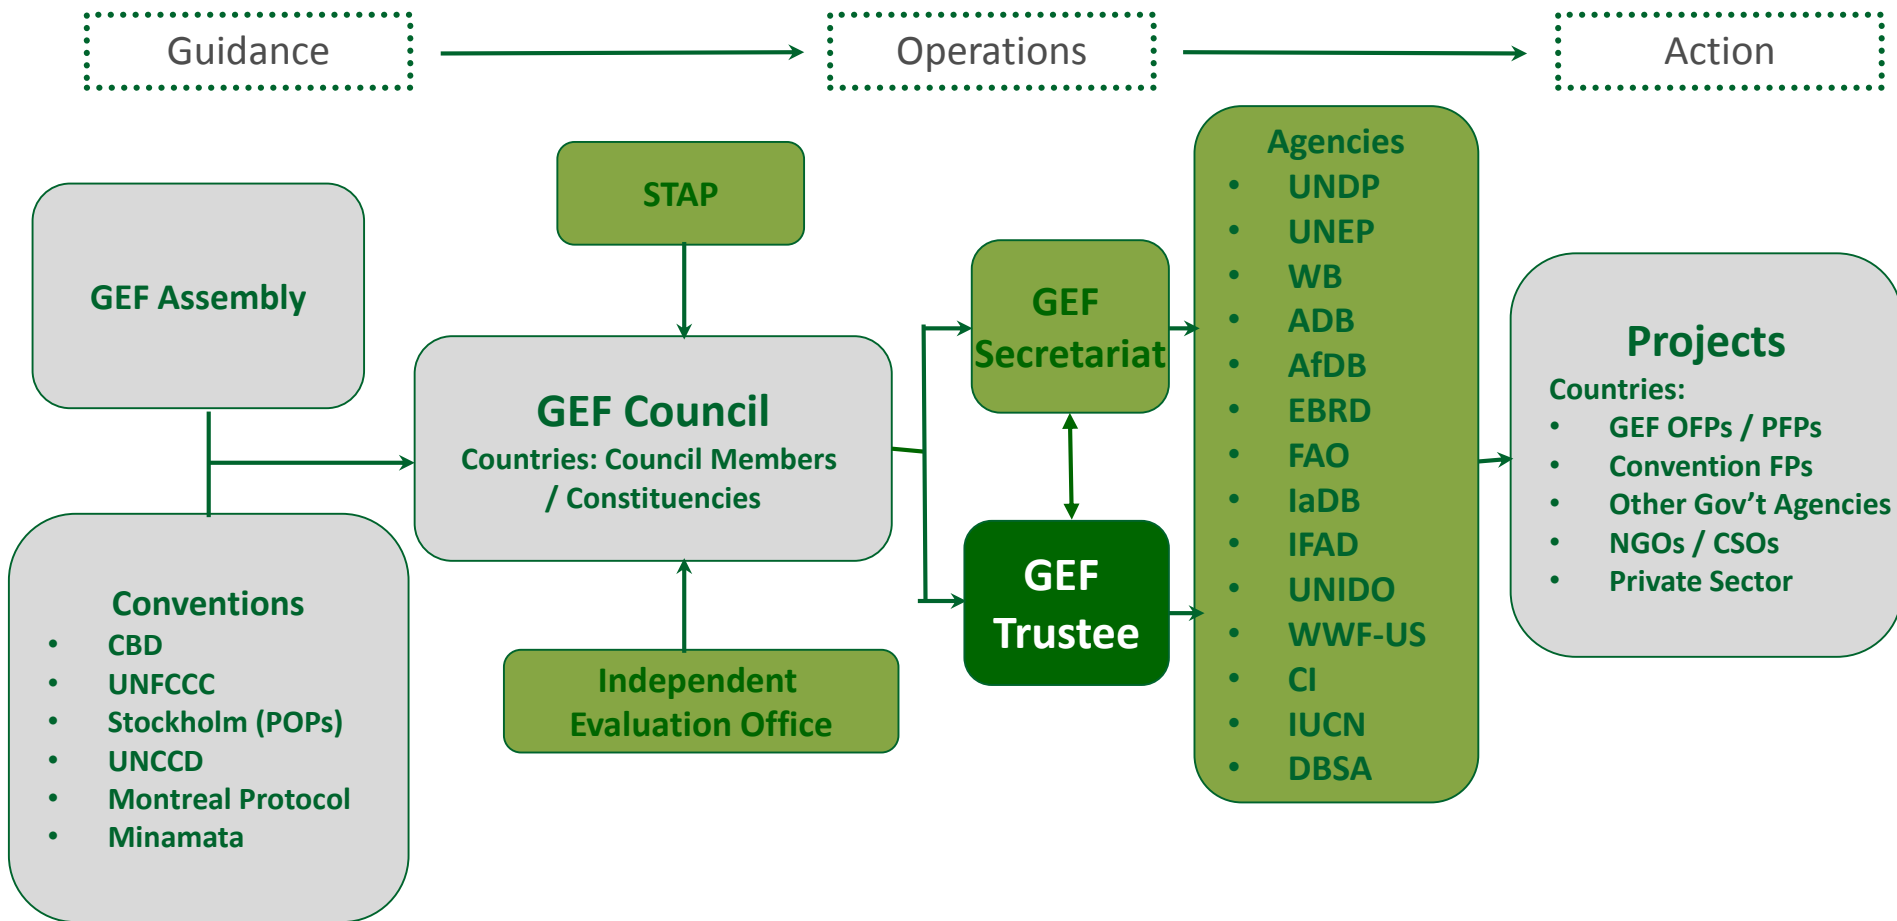 Guidance
Operations
Action
GEF Assembly
Conventions
• CBD
• UNFCCC
• Stockholm (POPs)
• UNCCD
• Montreal Protocol
• Minamata
STAP
GEF Council
Countries: Council Members
/ Constituencies
Independent
Evaluation Office
GEF
Secretariat
GEF
Trustee
Agencies
• UNDP
• UNEP
• WB
• ADB
• AfDB
• EBRD
• FAO
• IaDB
• IFAD
• UNIDO
• WWF-US
• CI
• IUCN
• DBSA
Projects
Countries:
• GEF OFPs / PFPs
• Convention FPs
• Other Gov’t Agencies
• NGOs / CSOs
• Private Sector